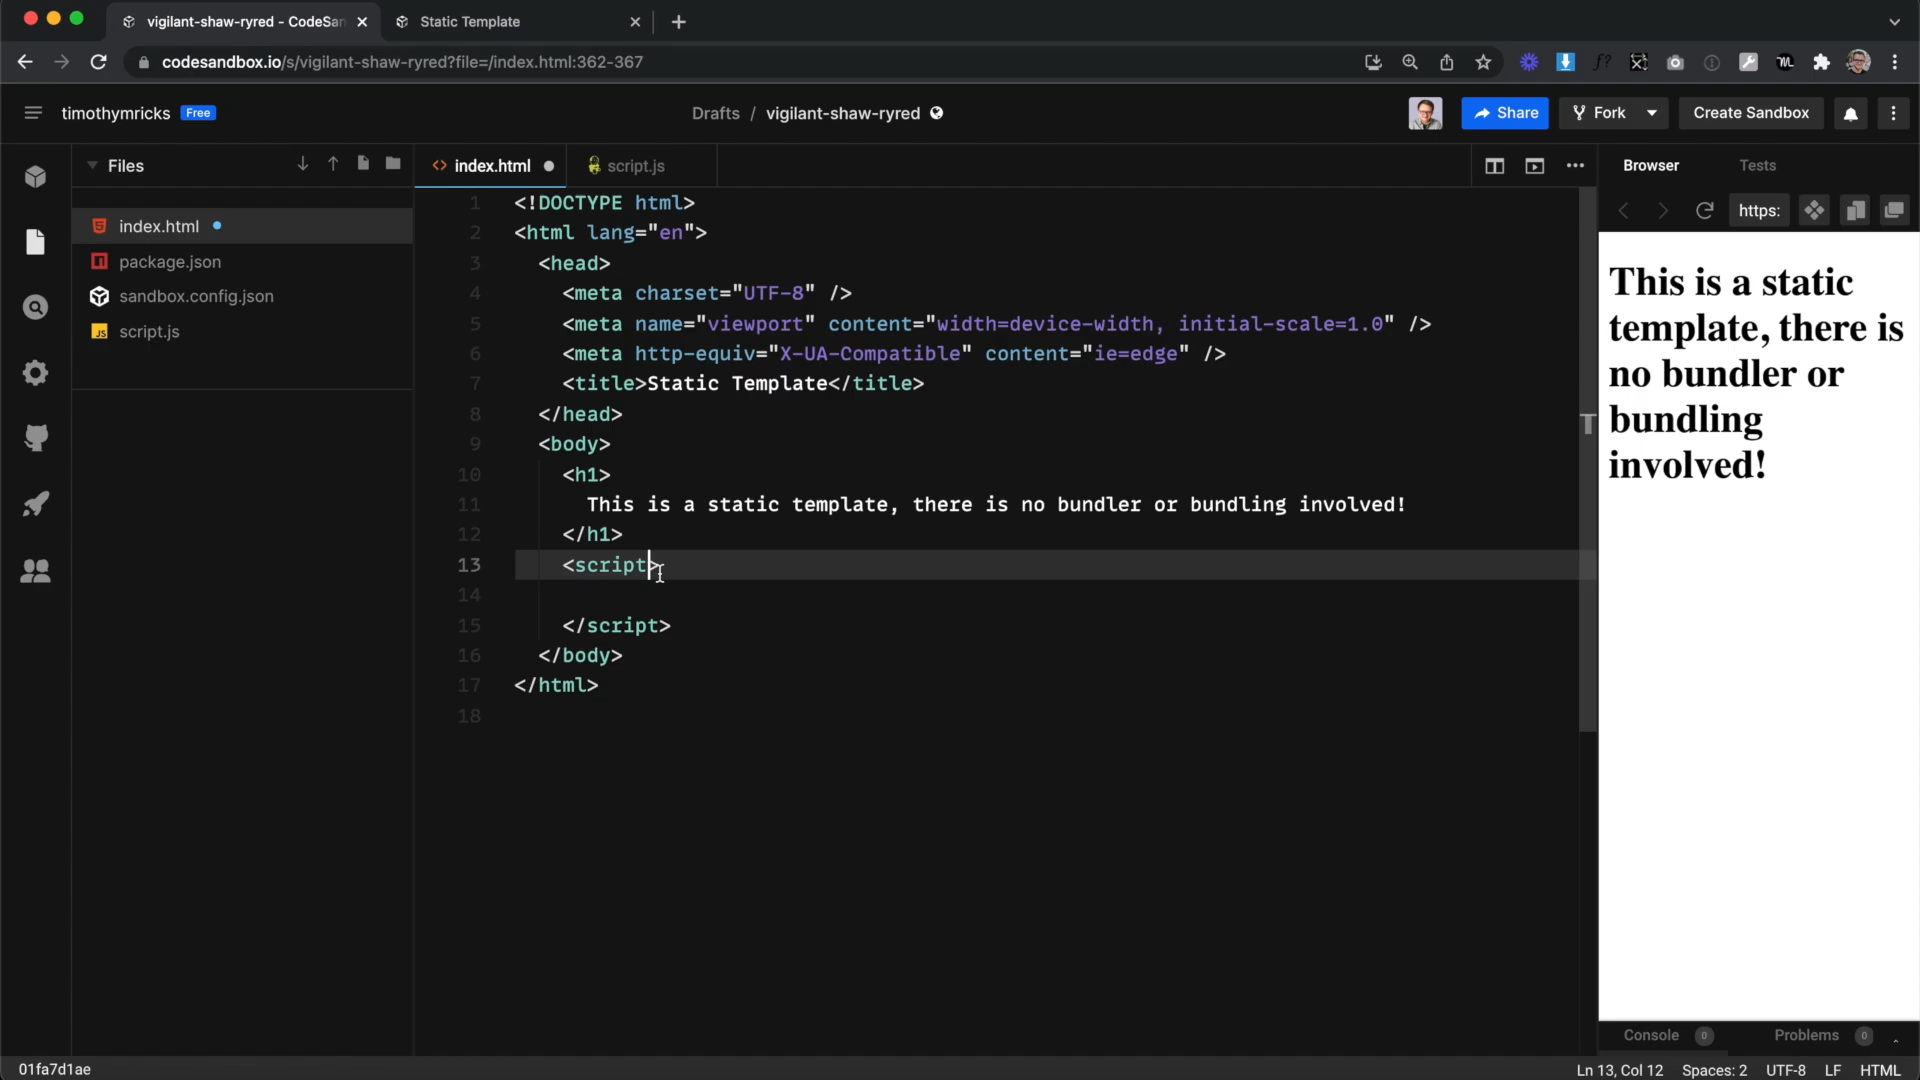 vigilant-shaw-ryred - CodeSan
Static Template
codesandbox.io/s/vigilant-shaw-ryred?file=/index.html:362-367
timothymricks Free
Drafts / vigilant-shaw-ryred
Share
Fork
Create Sandbox
Files
index.html
script.js
Browser
Tests
https:
index.html
package.json
sandbox.config.json
script.js
1 <!DOCTYPE html>
2 <html lang="en">
3 <head>
4 <meta charset="UTF-8" />
5 <meta name="viewport" content="width=device-width, initial-scale=1.0" />
6 <meta http-equiv="X-UA-Compatible" content="ie=edge" />
7 <title>Static Template</title>
8 </head>
9 <body>
10 <h1>
11 This is a static template, there is no bundler or bundling involved!
12 </h1>
13 <script>
14
15 </script>
16 </body>
17 </html>
18
This is a static
template, there is
no bundler or
bundling
involved!
Console 0
Problems 0
01fa7d1ae
Ln 13, Col 12 Spaces: 2 UTF-8 LF HTML